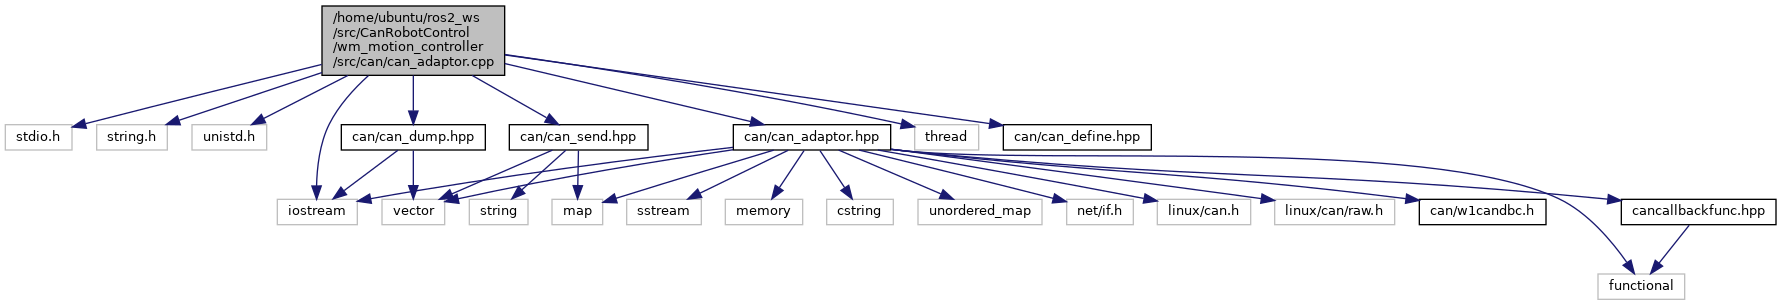 /home/ubuntu/ros2_ws
/src/CanRobotControl
/wm_motion_controller
/src/can/can_adaptor.cpp
stdio.h
string.h
unistd.h
can/can_dump.hpp
can/can_send.hpp
can/can_adaptor.hpp
thread
can/can_define.hpp
iostream
vector
string
map
sstream
memory
cstring
unordered_map
net/if.h
linux/can.h
linux/can/raw.h
can/w1candbc.h
cancallbackfunc.hpp
functional